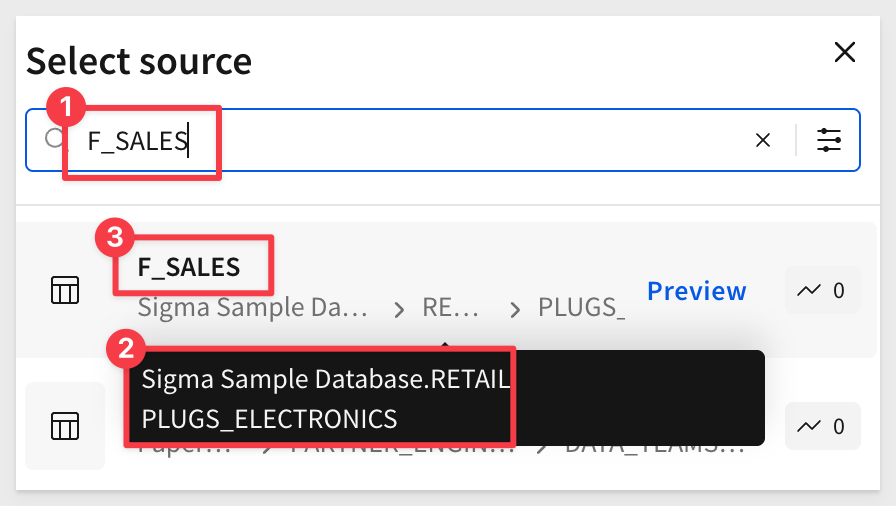 Select source
1
F_SALES
3
F_SALES
Sigma Sample Da... > RE... > PLUGS_
Preview
0
2
Sigma Sample Database.RETAIL
PLUGS_ELECTRONICS
0
Paper... > PARTNER_ENGIN... > DATA_TEAMS...